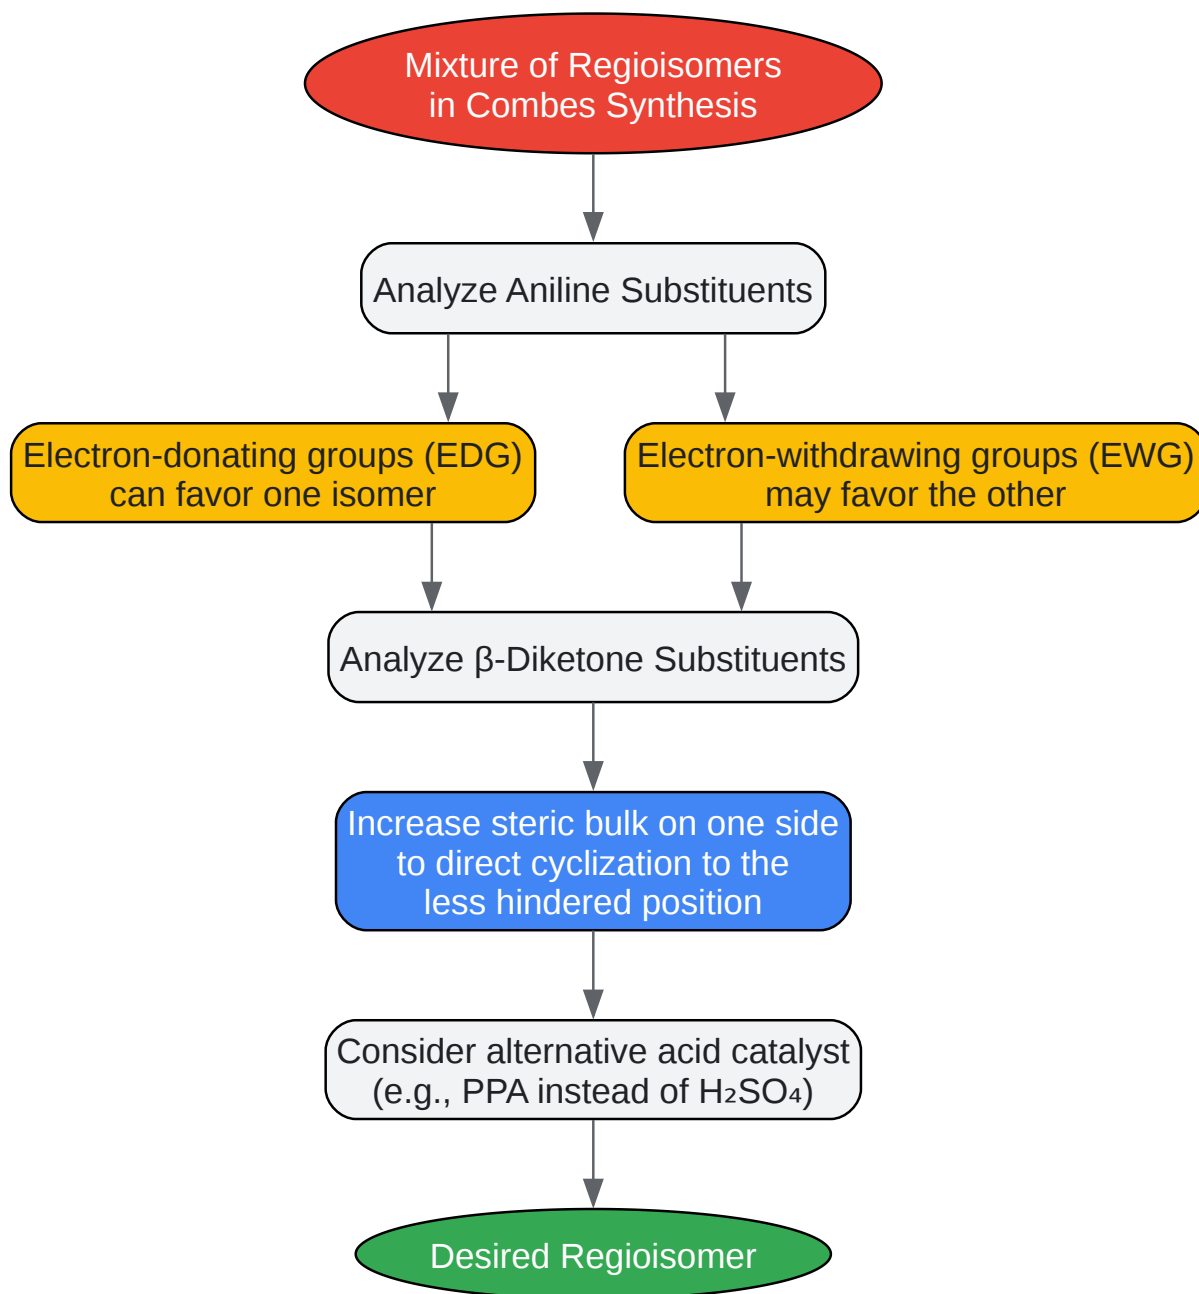 Mixture of Regioisomers
in Combes Synthesis
Analyze Aniline Substituents
Electron-donating groups (EDG)
can favor one isomer
Electron-withdrawing groups (EWG)
may favor the other
Analyze β-Diketone Substituents
Increase steric bulk on one side
to direct cyclization to the
less hindered position
Consider alternative acid catalyst
(e.g., PPA instead of H₂SO₄)
Desired Regioisomer